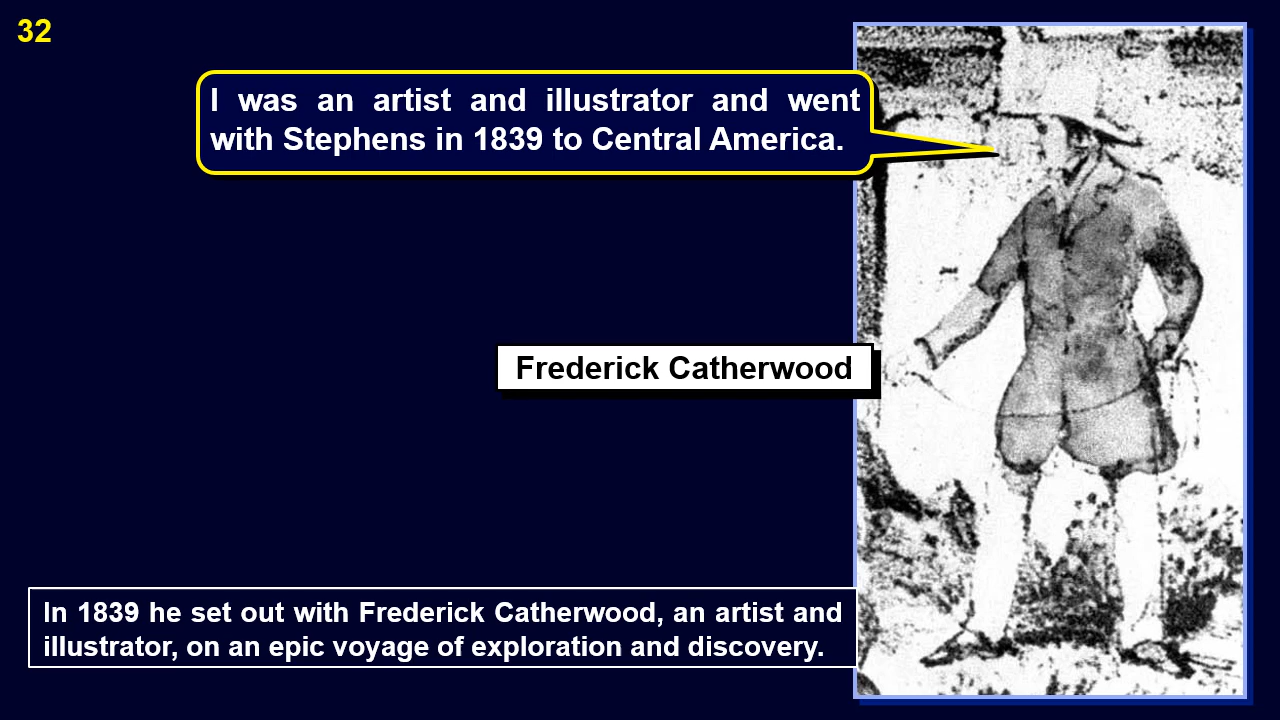 32
I was an artist and illustrator and went
with Stephens in 1839 to Central America.
Frederick Catherwood
In 1839 he set out with Frederick Catherwood, an artist and
illustrator, on an epic voyage of exploration and discovery.